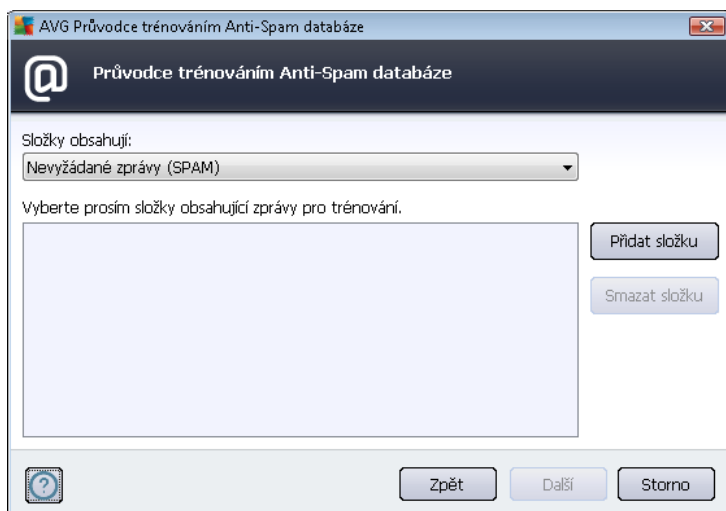 AVG Průvodce trénováním Anti-Spam databáze
@
Průvodce trénováním Anti-Spam databáze
Složky obsahují:
Nevyžádané zprávy (SPAM)
Vyberte prosím složky obsahující zprávy pro trénování.
Přidat složku
Smazat složku
?
Zpět
Další
Storno